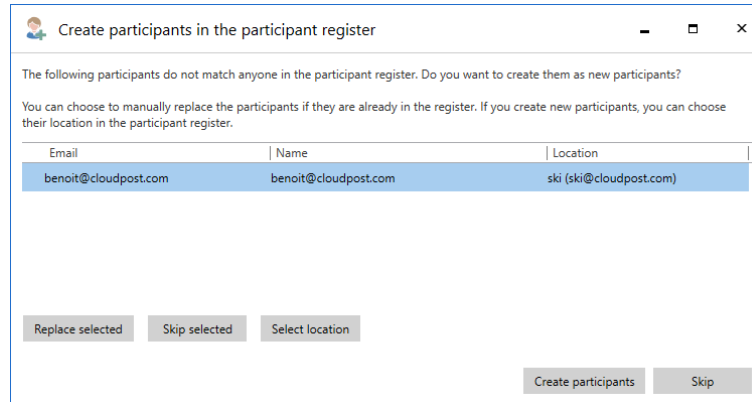 Create participants in the participant register
The following participants do not match anyone in the participant register. Do you want to create them as new participants?
You can choose to manually replace the participants if they are already in the register. If you create new participants, you can choose
their location in the participant register.
Email Name Location
benoit@cloudpost.com benoit@cloudpost.com ski (ski@cloudpost.com)
Replace selected Skip selected Select location
Create participants Skip